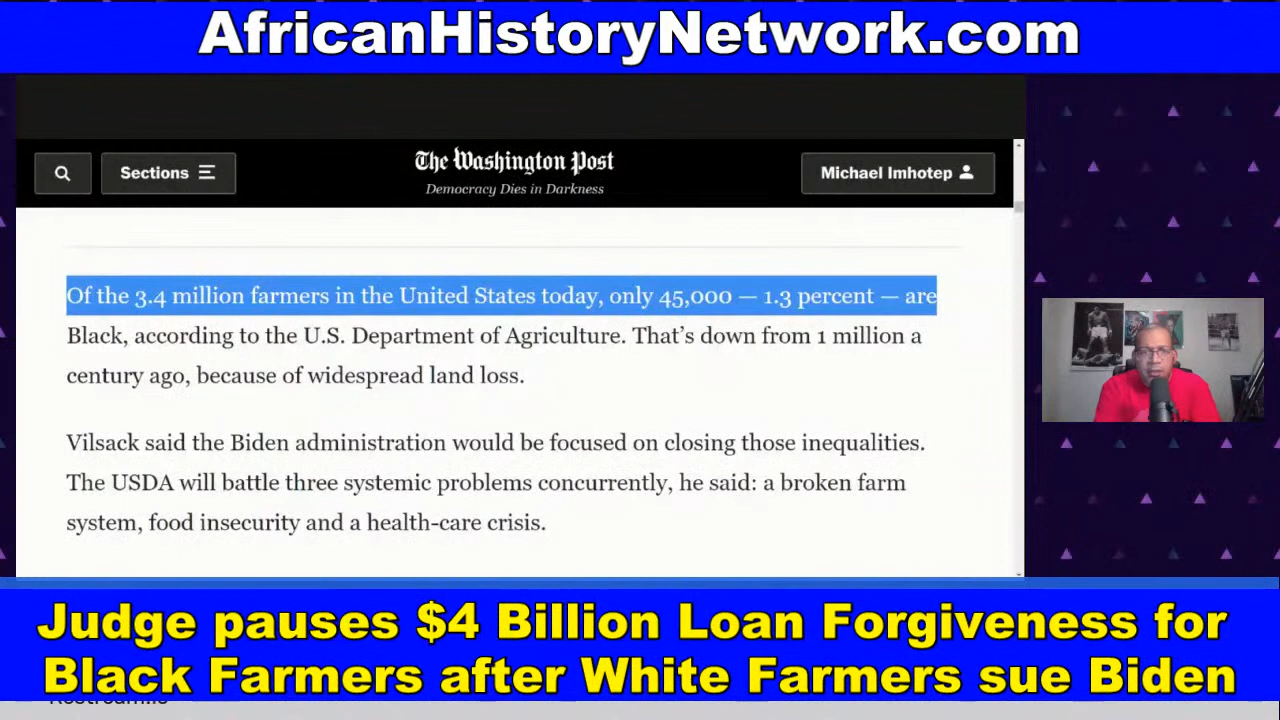 AfricanHistoryNetwork.com
Sections
The Washington Post
Democracy Dies in Darkness
Michael Imhotep
Of the 3.4 million farmers in the United States today, only 45,000 — 1.3 percent — are
Black, according to the U.S. Department of Agriculture. That’s down from 1 million a
century ago, because of widespread land loss.
Vilsack said the Biden administration would be focused on closing those inequalities.
The USDA will battle three systemic problems concurrently, he said: a broken farm
system, food insecurity and a health-care crisis.
Judge pauses $4 Billion Loan Forgiveness for
Black Farmers after White Farmers sue Biden